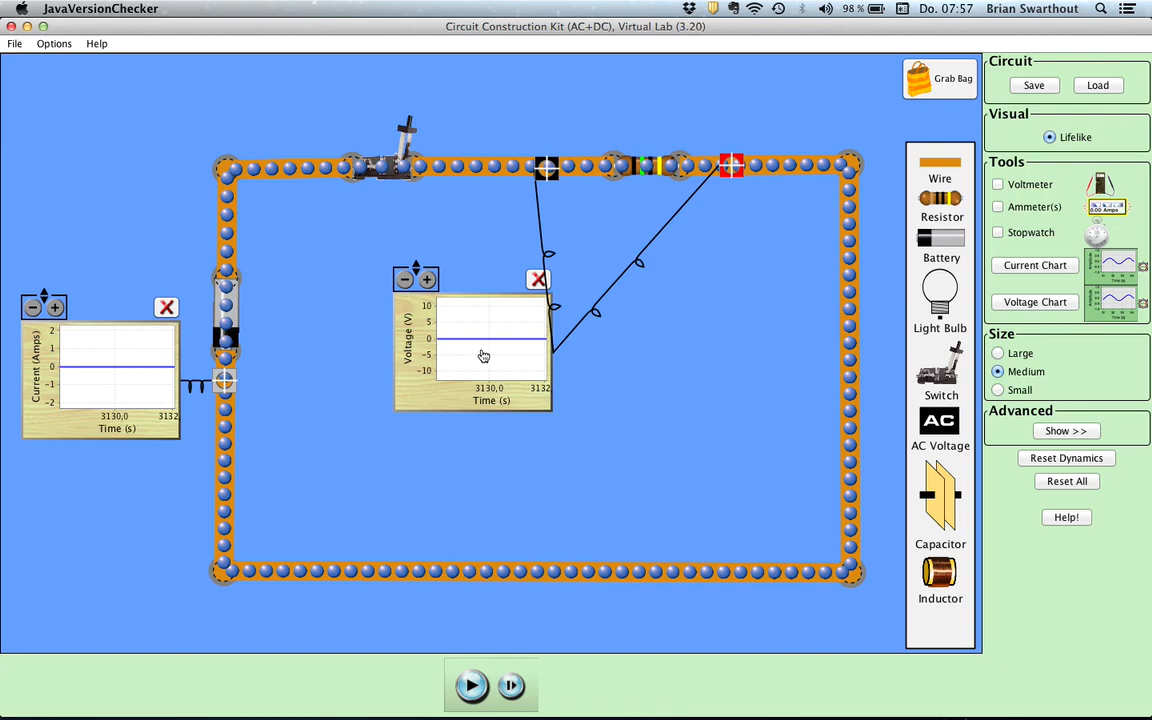 JavaVersionChecker
98 %
Do. 07:57
Brian Swarthout
Circuit Construction Kit (AC+DC), Virtual Lab (3.20)
File Options Help
Grab Bag
Wire
Resistor
Battery
Light Bulb
Switch
AC
AC Voltage
Capacitor
Inductor
Circuit
Save Load
Visual
Lifelike
Tools
Voltmeter
Ammeter(s)
0.00 Amps
Stopwatch
Current Chart
Voltage Chart
Size
Large
Medium
Small
Advanced
Show >>
Reset Dynamics
Reset All
Help!
Current (Amps)
2
1
0
-1
-2
3130,0 3132
Time (s)
Voltage (V)
10
5
0
-5
-10
3130,0 3132
Time (s)